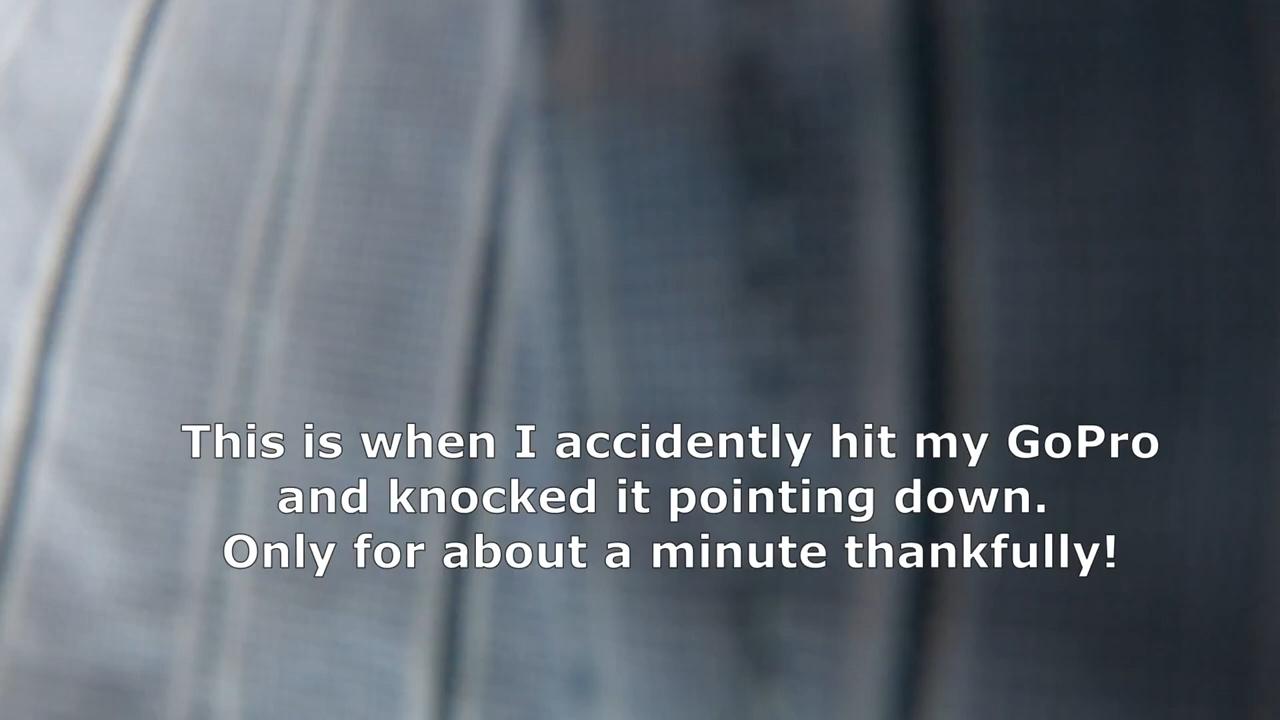 This is when I accidently hit my GoPro
and knocked it pointing down.
Only for about a minute thankfully!